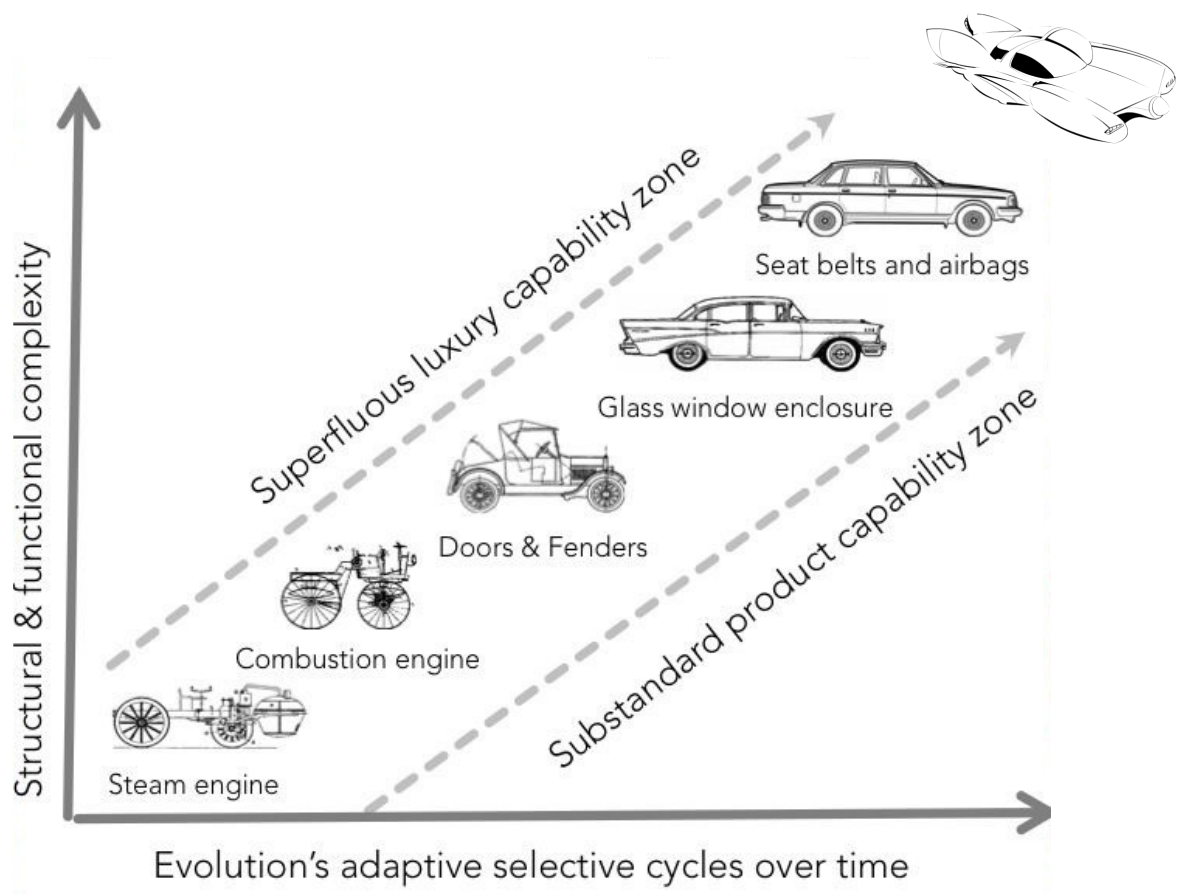 Structural & functional complexity
Superfluous luxury capability zone
Seat belts and airbags
Glass window enclosure
Doors & Fenders
Combustion engine
Steam engine
Substandard product capability zone
Evolution's adaptive selective cycles over time